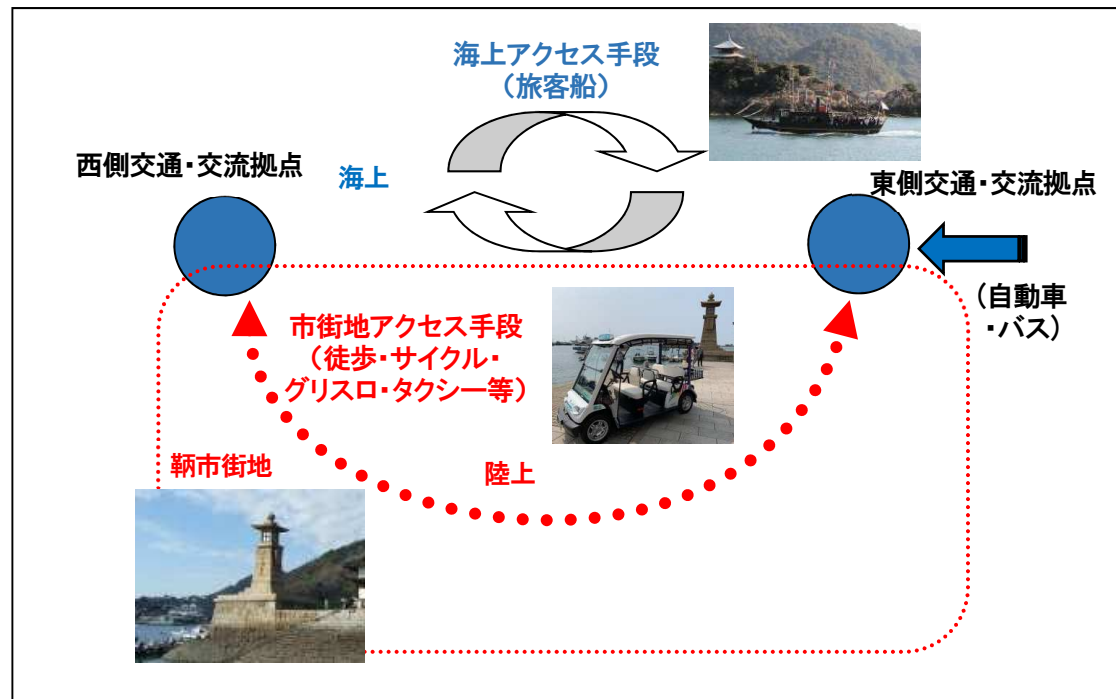 海上アクセス手段
（旅客船）
西側交通・交流拠点
海上
東側交通・交流拠点
（自動車
・バス）
市街地アクセス手段
（徒歩・サイクル・
グリスロ・タクシー等）
鞆市街地
陸上